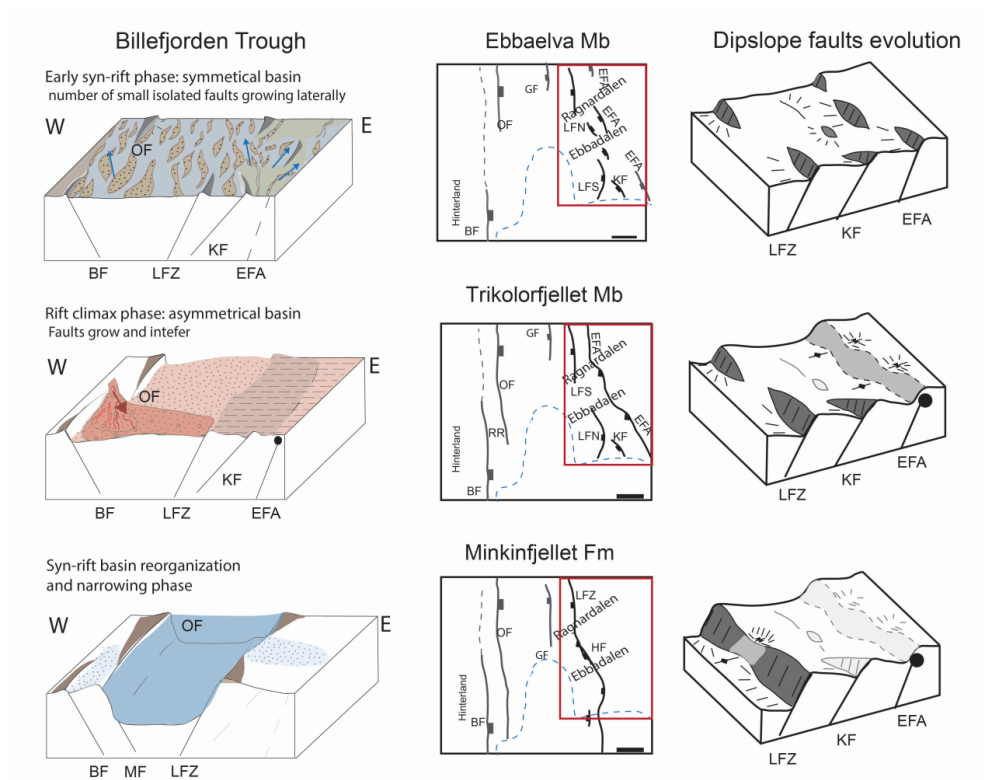 Billefjorden Trough
Ebbaelva Mb
Dipslope faults evolution
Early syn-rift phase: symmetical basin
number of small isolated faults growing laterally
W
E
OF
KF
BF
LFZ
EFA
GF
EFA
Ragnardalen
OF
LFN
EFA
Ebbadalen
EFA
LFS
KF
Hinterland
BF
LFZ
KF
EFA
Trikolorfjellet Mb
Rift climax phase: asymmetrical basin
Faults grow and intefer
W
E
OF
KF
BF
LFZ
EFA
GF
EFA
Ragnardalen
OF
LFS
Ebbadalen
EFA
RR
LFN
KF
Hinterland
BF
LFZ
KF
EFA
Minkinfjellet Fm
Syn-rift basin reorganization
and narrowing phase
W
E
OF
BF
MF
LFZ
LFZ
Ragnardalen
OF
HF
GF
Ebbadalen
Hinterland
BF
LFZ
KF
EFA